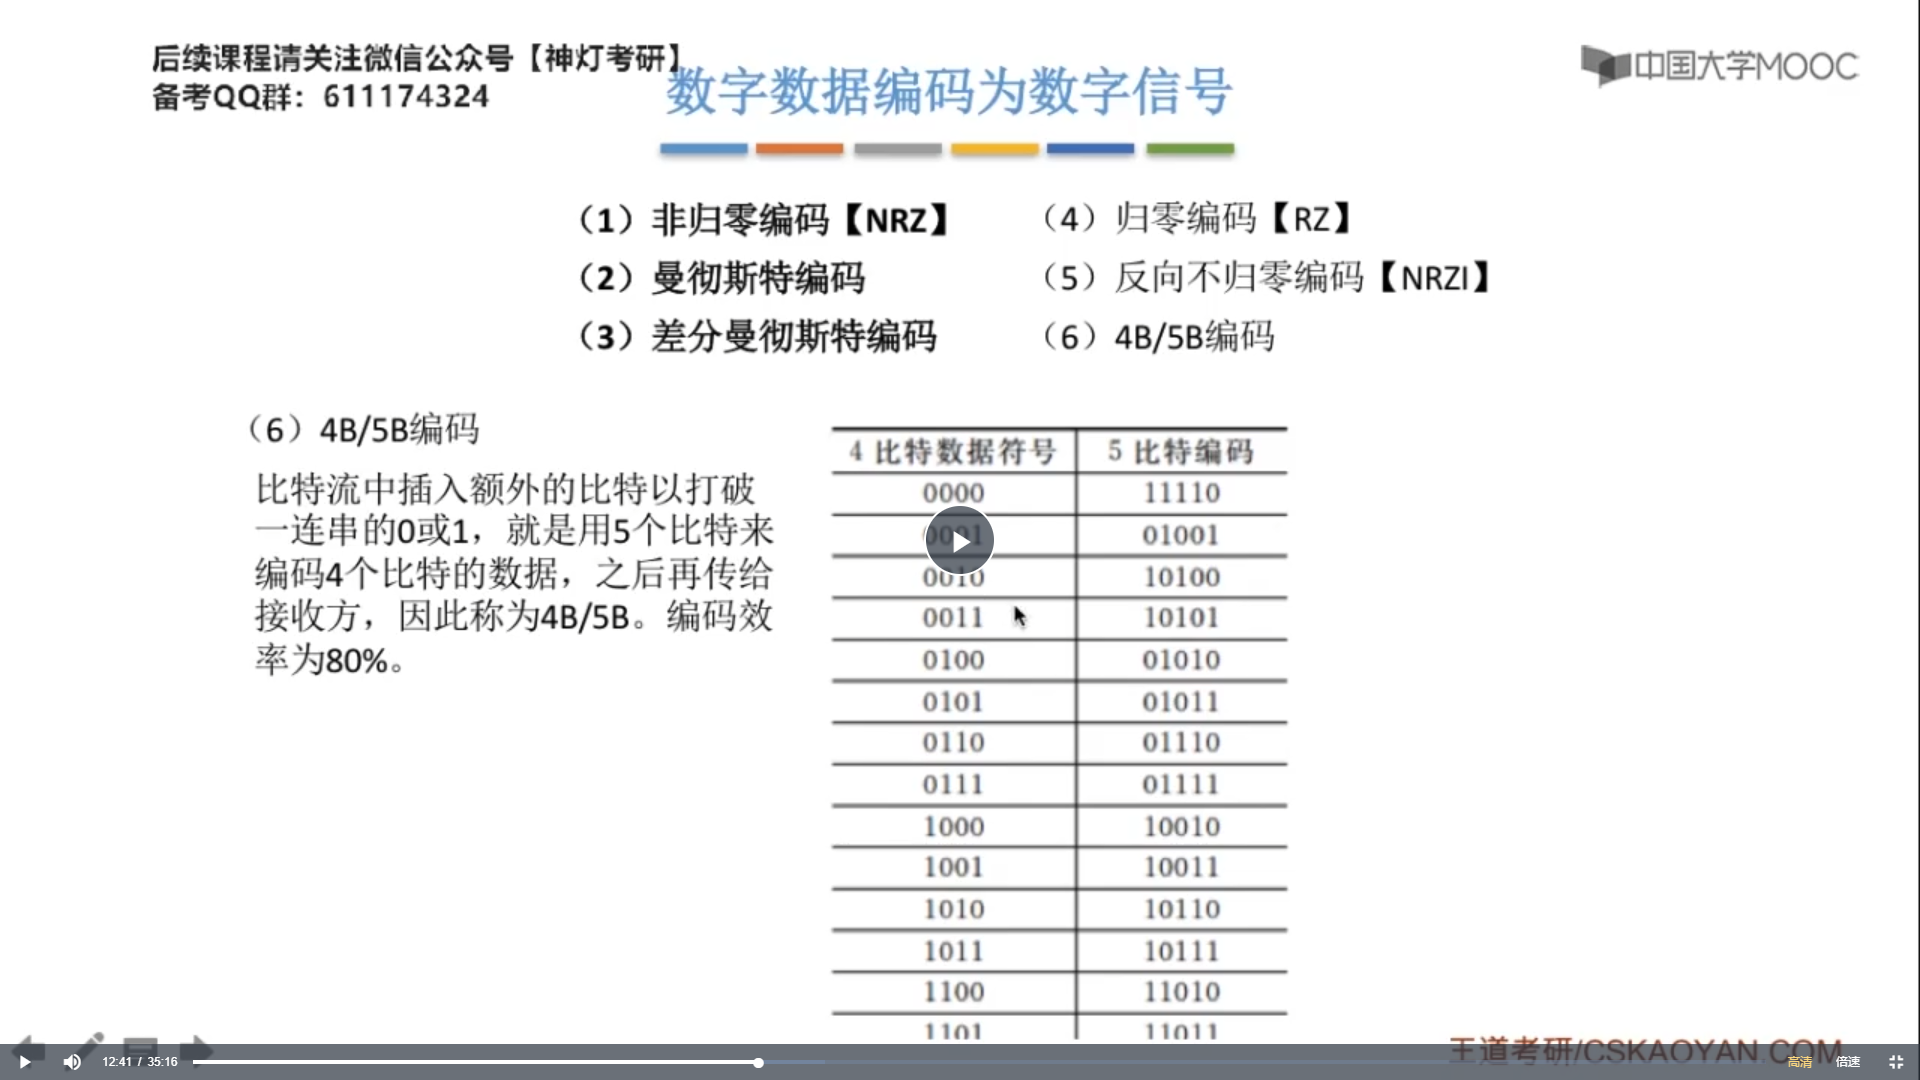 后续课程请关注微信公众号【神灯考研】
备考QQ群：611174324
数字数据编码为数字信号
中国大学MOOC
（1）非归零编码【NRZ】
（4）归零编码【RZ】
（2）曼彻斯特编码
（5）反向不归零编码【NRZI】
（3）差分曼彻斯特编码
（6）4B/5B编码
（6）4B/5B编码
比特流中插入额外的比特以打破
一连串的0或1，就是用5个比特来
编码4个比特的数据，之后再传给
接收方，因此称为4B/5B。编码效
率为80%。
4 比特数据符号 5 比特编码
0000 11110
0001 01001
0010 10100
0011 10101
0100 01010
0101 01011
0110 01110
0111 01111
1000 10010
1001 10011
1010 10110
1011 10111
1100 11010
1101 11011
王道考研/CSKAOYAN.COM
12:41 / 35:16
高清 倍速